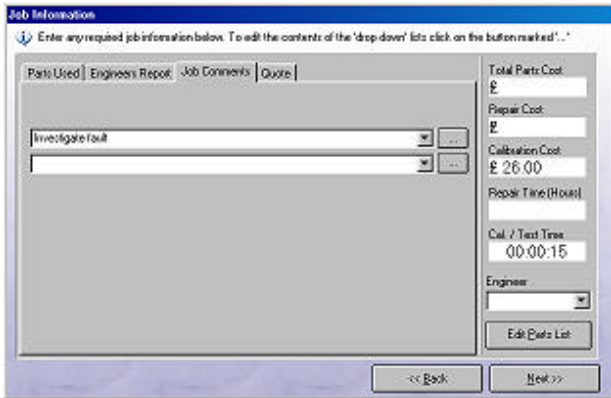 Job Information
Enter any required job information below. To edit the contents of the 'drop down' lists click on the button marked '...'
Parts Used
Engineers Report
Job Comments
Quote
Investigate fault
...
...
Total Parts Cost
£
Repair Cost
£
Calibration Cost
£ 26.00
Repair Time (Hours)
Cal. / Test Time
00:00:15
Engineer
Edit Parts List
<< Back
Next >>